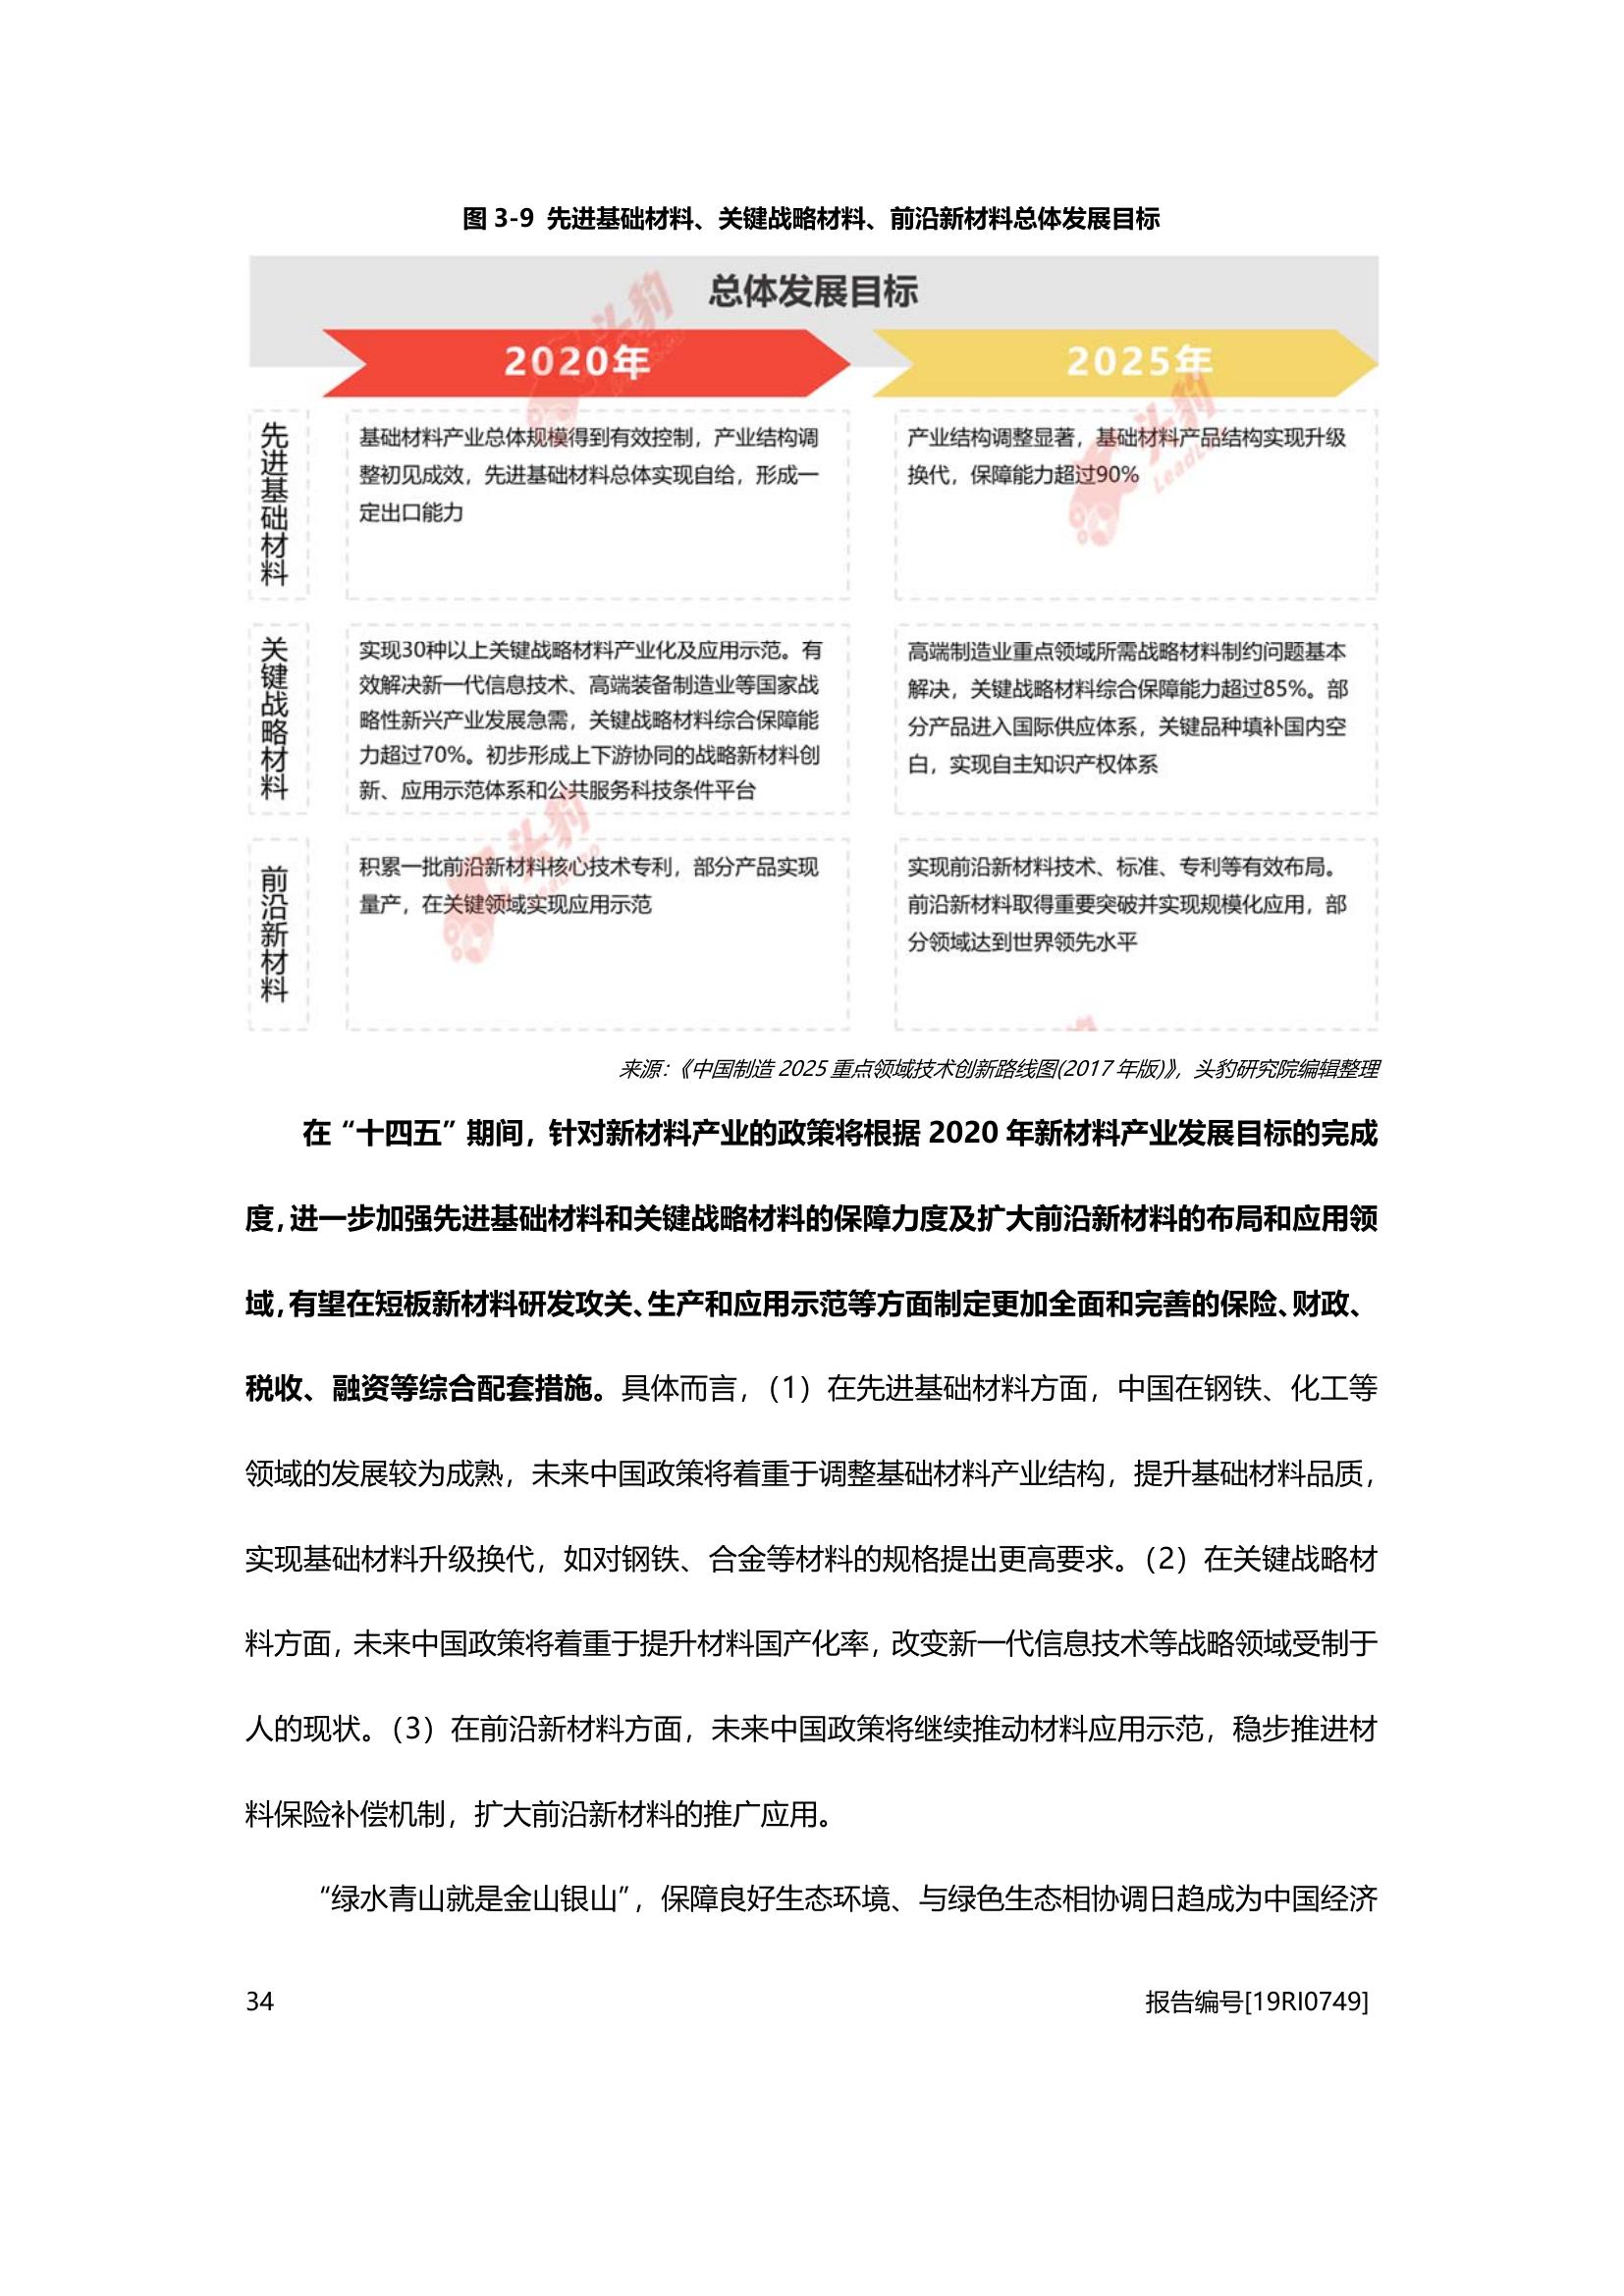 图 3-9 先进基础材料、关键战略材料、前沿新材料总体发展目标
总体发展目标
2020年
2025年
先进基础材料
基础材料产业总体规模得到有效控制，产业结构调
整初见成效，先进基础材料总体实现自给，形成一
定出口能力
产业结构调整显著，基础材料产品结构实现升级
换代，保障能力超过90%
关键战略材料
实现30种以上关键战略材料产业化及应用示范。有
效解决新一代信息技术、高端装备制造业等国家战
略性新兴产业发展急需，关键战略材料综合保障能
力超过70%。初步形成上下游协同的战略新材料创
新、应用示范体系和公共服务科技条件平台
高端制造业重点领域所需战略材料制约问题基本
解决，关键战略材料综合保障能力超过85%。部
分产品进入国际供应体系，关键品种填补国内空
白，实现自主知识产权体系
前沿新材料
积累一批前沿新材料核心技术专利，部分产品实现
量产，在关键领域实现应用示范
实现前沿新材料技术、标准、专利等有效布局。
前沿新材料取得重要突破并实现规模化应用，部
分领域达到世界领先水平
头豹
头豹
头豹
来源：《中国制造 2025 重点领域技术创新路线图(2017 年版)》，头豹研究院编辑整理
在“十四五”期间，针对新材料产业的政策将根据 2020 年新材料产业发展目标的完成
度，进一步加强先进基础材料和关键战略材料的保障力度及扩大前沿新材料的布局和应用领
域，有望在短板新材料研发攻关、生产和应用示范等方面制定更加全面和完善的保险、财政、
税收、融资等综合配套措施。具体而言，（1）在先进基础材料方面，中国在钢铁、化工等
领域的发展较为成熟，未来中国政策将着重于调整基础材料产业结构，提升基础材料品质，
实现基础材料升级换代，如对钢铁、合金等材料的规格提出更高要求。（2）在关键战略材
料方面，未来中国政策将着重于提升材料国产化率，改变新一代信息技术等战略领域受制于
人的现状。（3）在前沿新材料方面，未来中国政策将继续推动材料应用示范，稳步推进材
料保险补偿机制，扩大前沿新材料的推广应用。
“绿水青山就是金山银山”，保障良好生态环境、与绿色生态相协调日趋成为中国经济
34
报告编号[19RI0749]